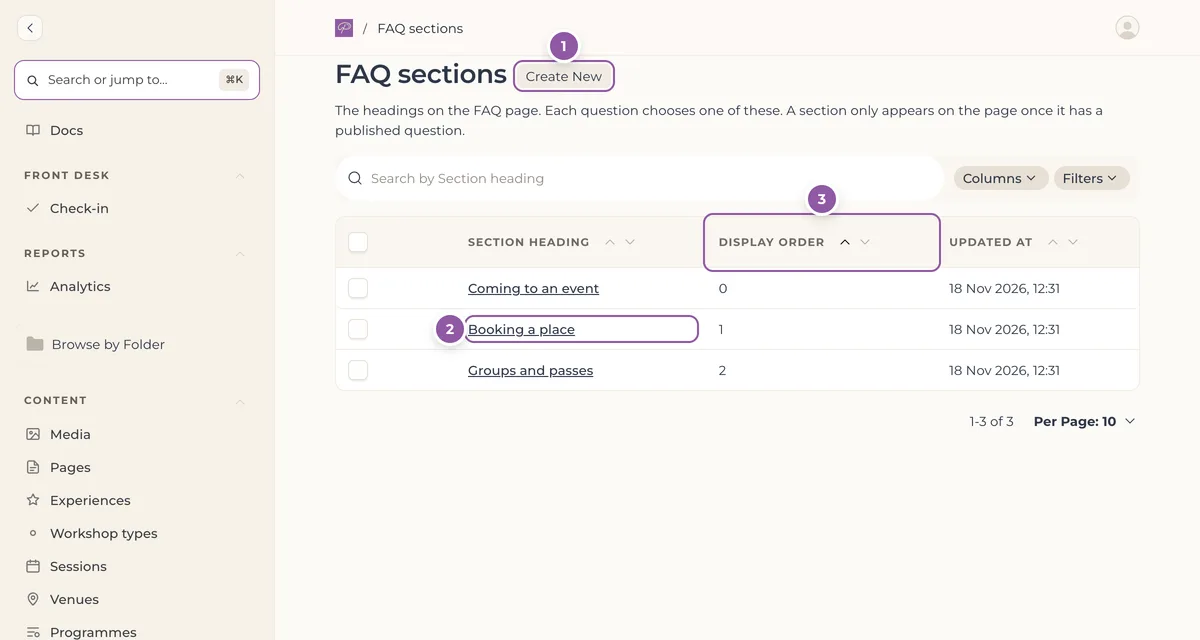 Search or jump to...
⌘K
Docs
FRONT DESK
Check-in
REPORTS
Analytics
Browse by Folder
CONTENT
Media
Pages
Experiences
Workshop types
Sessions
Venues
Programmes
/ FAQ sections
1
FAQ sections
Create New
The headings on the FAQ page. Each question chooses one of these. A section only appears on the page once it has a
published question.
Search by Section heading
Columns
Filters
3
SECTION HEADING
DISPLAY ORDER
UPDATED AT
Coming to an event
0
18 Nov 2026, 12:31
2
Booking a place
1
18 Nov 2026, 12:31
Groups and passes
2
18 Nov 2026, 12:31
1-3 of 3
Per Page: 10